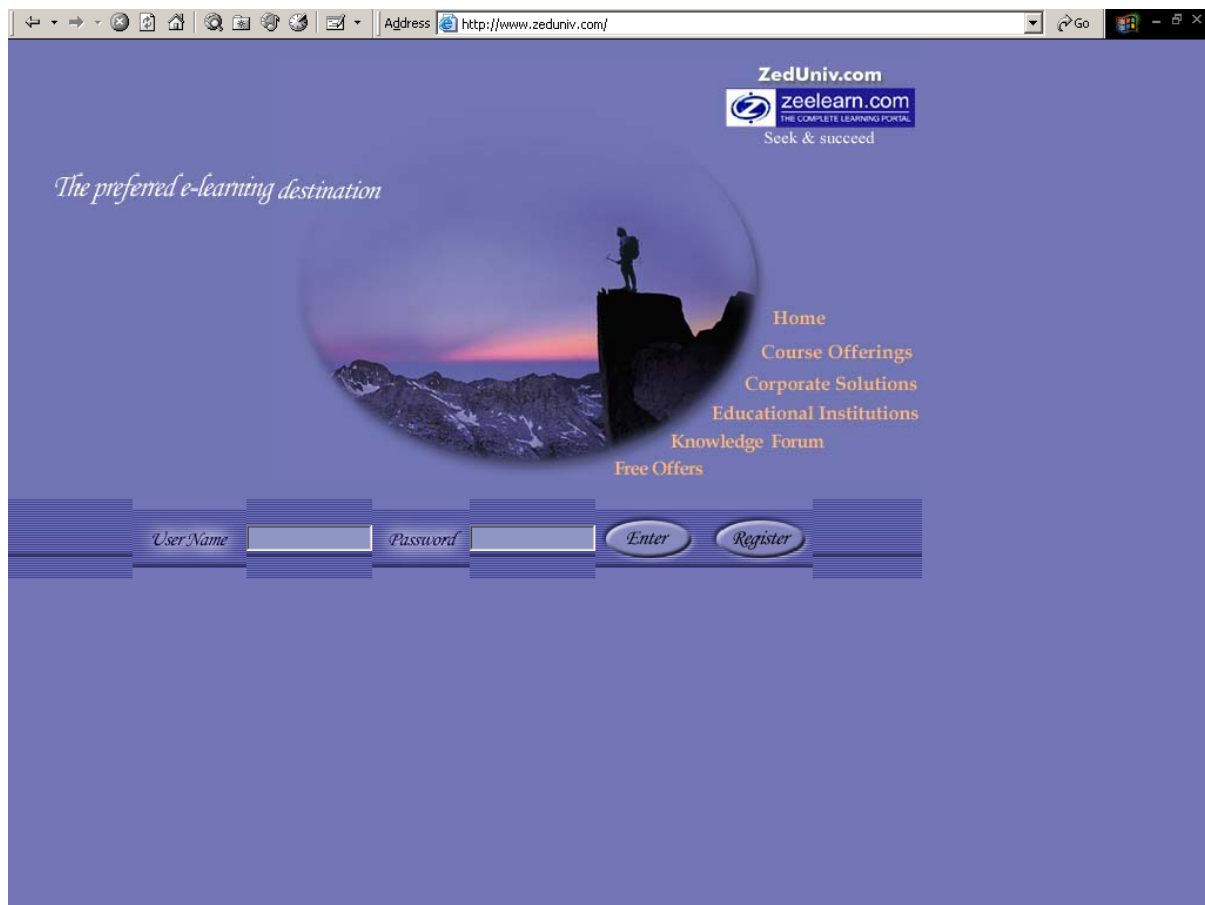 Address http://www.zeduniv.com/ Go
ZedUniv.com
zeelearn.com
THE COMPLETE LEARNING PORTAL
Seek & succeed
The preferred e-learning destination
Home
Course Offerings
Corporate Solutions
Educational Institutions
Knowledge Forum
Free Offers
User Name Password Enter Register